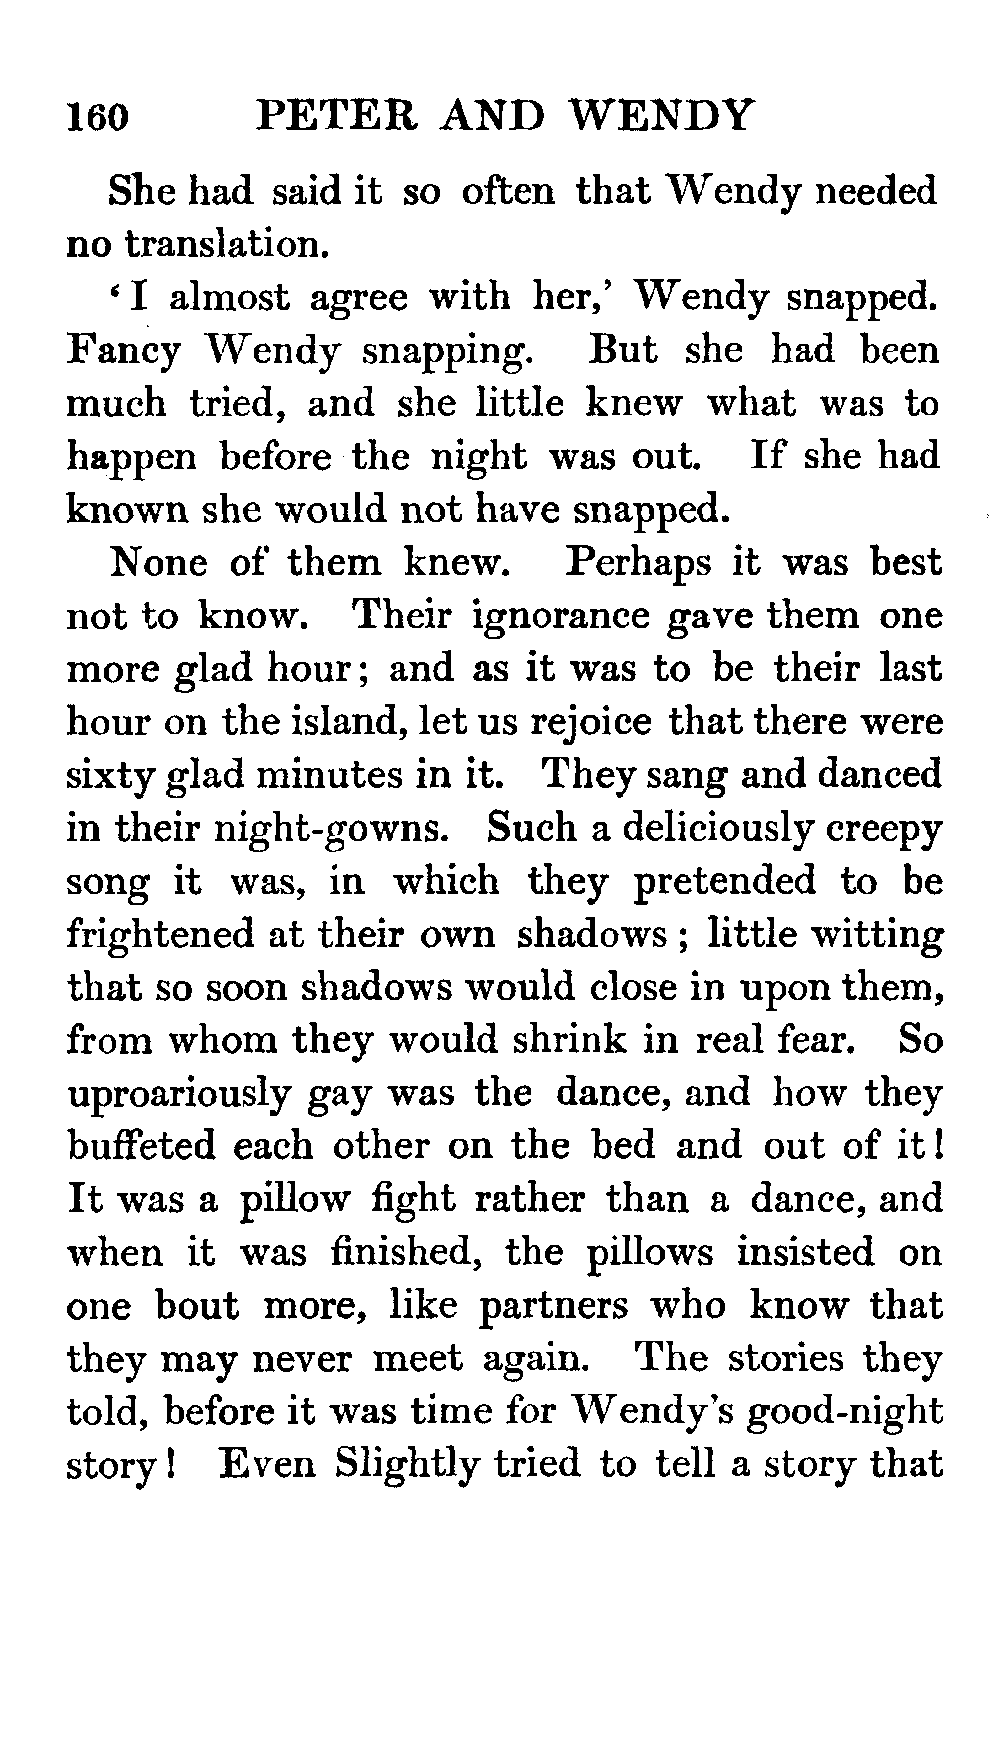 160 PETER AND WENDY
She had said it so often that Wendy needed
no translation.
‘I almost agree with her,’ Wendy snapped.
Fancy Wendy snapping. But she had been
much tried, and she little knew what was to
happen before the night was out. If she had
known she would not have snapped.
None of them knew. Perhaps it was best
not to know. Their ignorance gave them one
more glad hour; and as it was to be their last
hour on the island, let us rejoice that there were
sixty glad minutes in it. They sang and danced
in their night-gowns. Such a deliciously creepy
song it was, in which they pretended to be
frightened at their own shadows; little witting
that so soon shadows would close in upon them,
from whom they would shrink in real fear. So
uproariously gay was the dance, and how they
buffeted each other on the bed and out of it!
It was a pillow fight rather than a dance, and
when it was finished, the pillows insisted on
one bout more, like partners who know that
they may never meet again. The stories they
told, before it was time for Wendy's good-night
story! Even Slightly tried to tell a story that